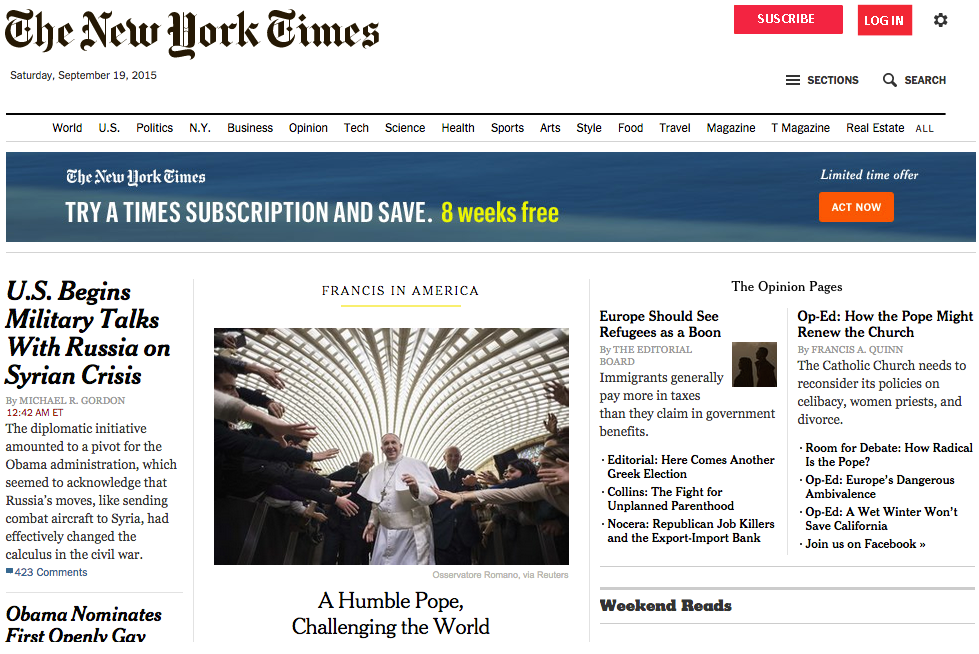 The New York Times
SUSCRIBE
LOG IN
Saturday, September 19, 2015
SECTIONS
SEARCH
World U.S. Politics N.Y. Business Opinion Tech Science Health Sports Arts Style Food Travel Magazine T Magazine Real Estate ALL
The New York Times
TRY A TIMES SUBSCRIPTION AND SAVE. 8 weeks free
Limited time offer
ACT NOW
U.S. Begins
Military Talks
With Russia on
Syrian Crisis
By MICHAEL R. GORDON
12:42 AM ET
The diplomatic initiative
amounted to a pivot for the
Obama administration, which
seemed to acknowledge that
Russia's moves, like sending
combat aircraft to Syria, had
effectively changed the
calculus in the civil war.
423 Comments
Obama Nominates
First Openly Gay
FRANCIS IN AMERICA
Osservatore Romano, via Reuters
A Humble Pope,
Challenging the World
The Opinion Pages
Europe Should See
Refugees as a Boon
By THE EDITORIAL
BOARD
Immigrants generally
pay more in taxes
than they claim in government
benefits.
· Editorial: Here Comes Another
Greek Election
· Collins: The Fight for
Unplanned Parenthood
· Nocera: Republican Job Killers
and the Export-Import Bank
Op-Ed: How the Pope Might
Renew the Church
By FRANCIS A. QUINN
The Catholic Church needs to
reconsider its policies on
celibacy, women priests, and
divorce.
· Room for Debate: How Radical
Is the Pope?
· Op-Ed: Europe's Dangerous
Ambivalence
· Op-Ed: A Wet Winter Won't
Save California
· Join us on Facebook »
Weekend Reads